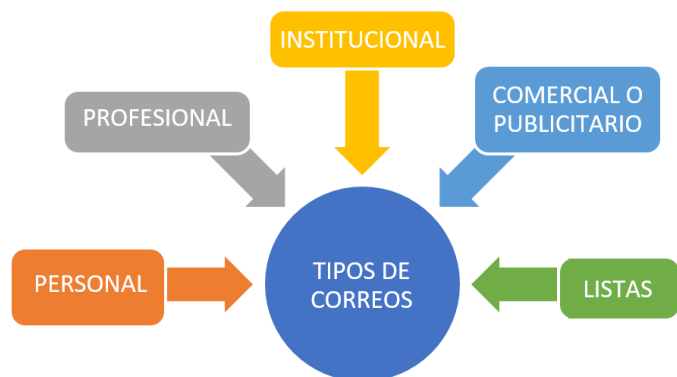 INSTITUCIONAL
PROFESIONAL
COMERCIAL O
PUBLICITARIO
PERSONAL
TIPOS DE
CORREOS
LISTAS